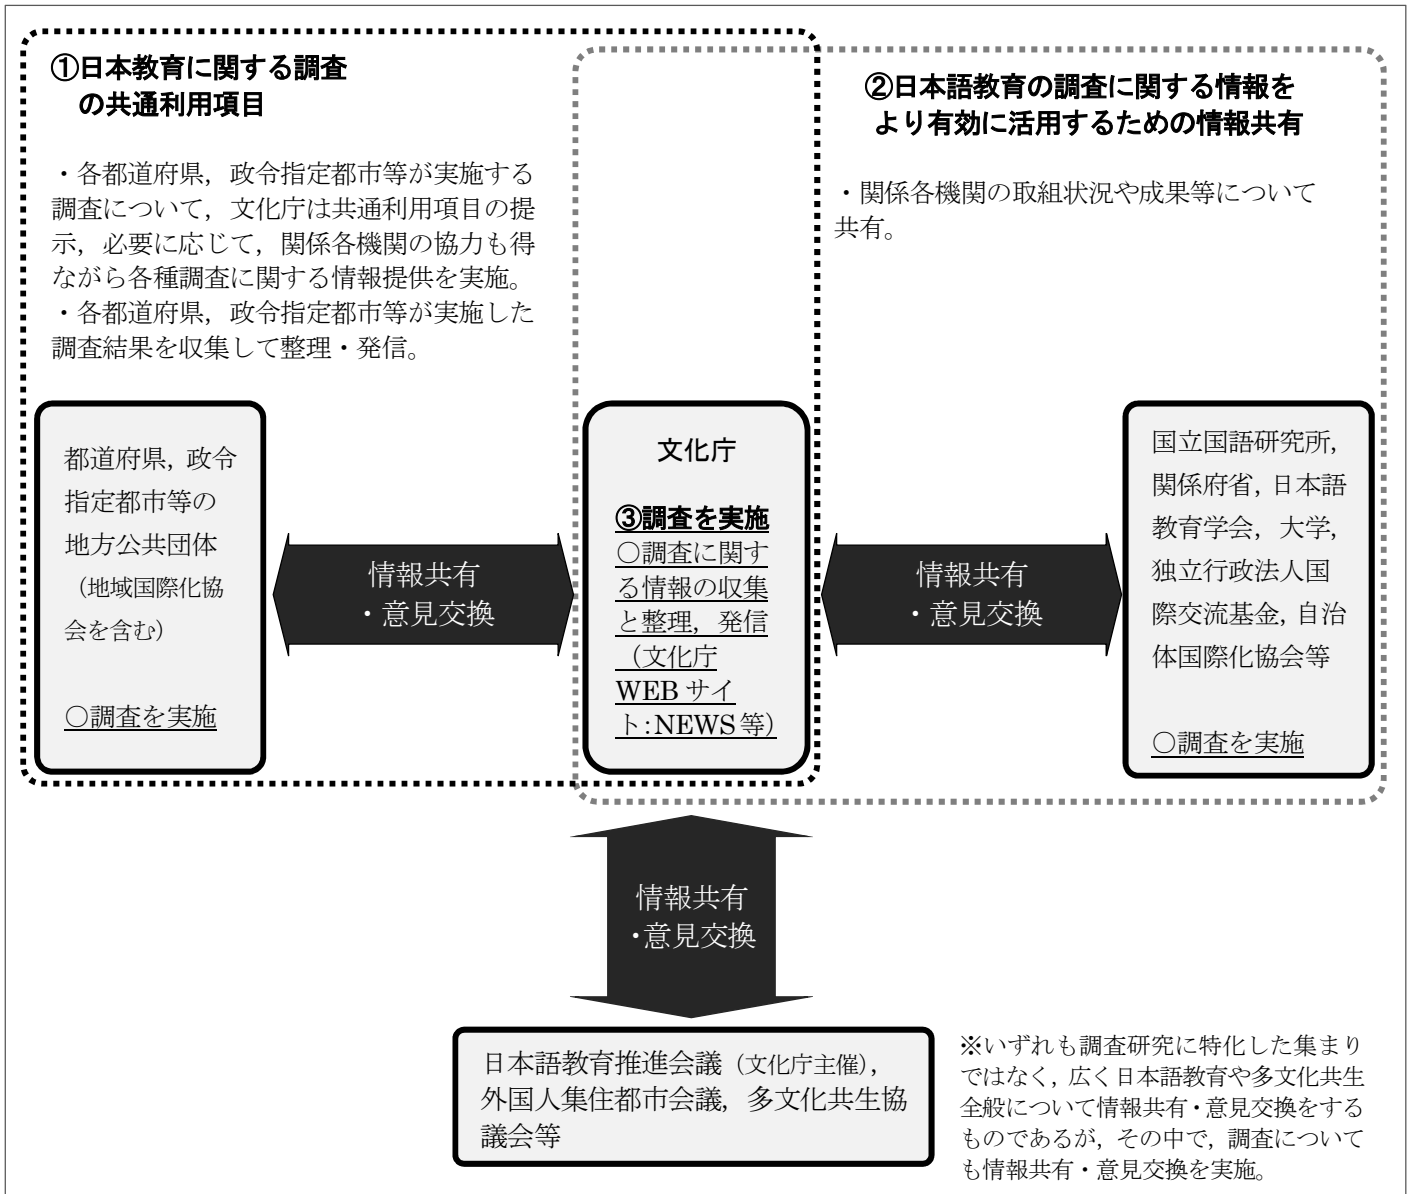 ①日本教育に関する調査
の共通利用項目
・各都道府県，政令指定都市等が実施する
調査について，文化庁は共通利用項目の提
示，必要に応じて，関係各機関の協力も得
ながら各種調査に関する情報提供を実施。
・各都道府県，政令指定都市等が実施した
調査結果を収集して整理・発信。
②日本語教育の調査に関する情報を
より有効に活用するための情報共有
・関係各機関の取組状況や成果等について
共有。
都道府県，政令
指定都市等の
地方公共団体
（地域国際化協
会を含む）
○調査を実施
情報共有
・意見交換
文化庁
③調査を実施
○調査に関す
る情報の収集
と整理，発信
（文化庁
WEB サイ
ト：NEWS 等）
情報共有
・意見交換
国立国語研究所，
関係府省，日本語
教育学会，大学，
独立行政法人国
際交流基金，自治
体国際化協会等
○調査を実施
情報共有
・意見交換
日本語教育推進会議（文化庁主催），
外国人集住都市会議，多文化共生協
議会等
※いずれも調査研究に特化した集まり
ではなく，広く日本語教育や多文化共生
全般について情報共有・意見交換をする
ものであるが，その中で，調査について
も情報共有・意見交換を実施。